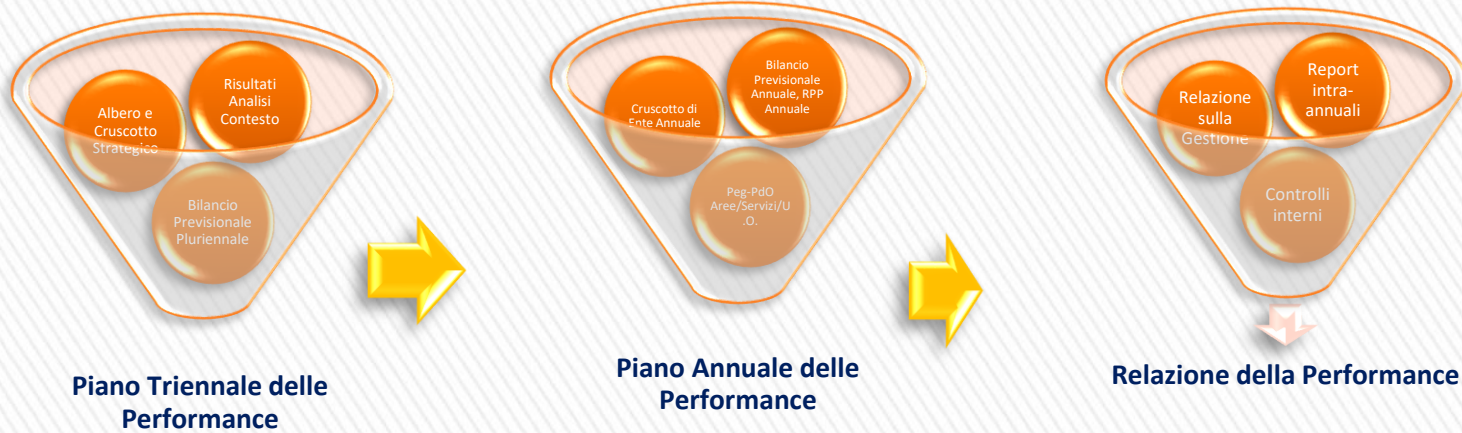 Albero e
Cruscotto
Strategico
Risultati
Analisi
Contesto
Bilancio
Previsionale
Pluriennale
Piano Triennale delle
Performance
Cruscotto di
Ente Annuale
Bilancio
Previsionale
Annuale, RPP
Annuale
Peg-PdO
Aree/Servizi/U
.O.
Piano Annuale delle
Performance
Relazione
sulla
Gestione
Report
intra-
annuali
Controlli
interni
Relazione della Performance